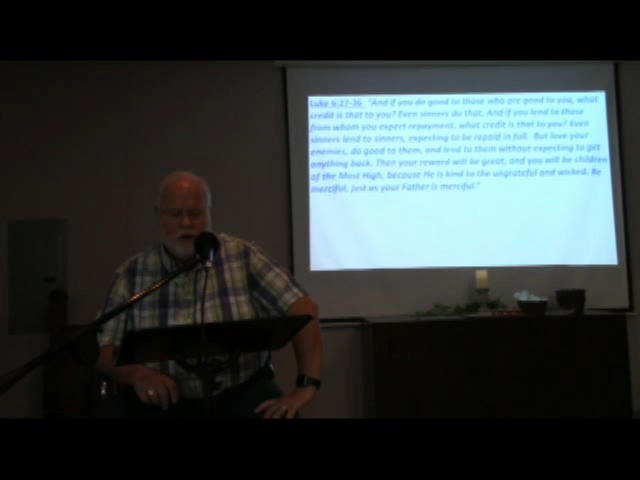 Luke 6:27-36 "And if you do good to those who are good to you, what
credit is that to you? Even sinners do that. And if you lend to those
from whom you expect repayment, what credit is that to you? Even
sinners lend to sinners, expecting to be repaid in full. But love your
enemies, do good to them, and lend to them without expecting to get
anything back. Then your reward will be great, and you will be children
of the Most High, because He is kind to the ungrateful and wicked. Be
merciful, just as your Father is merciful."